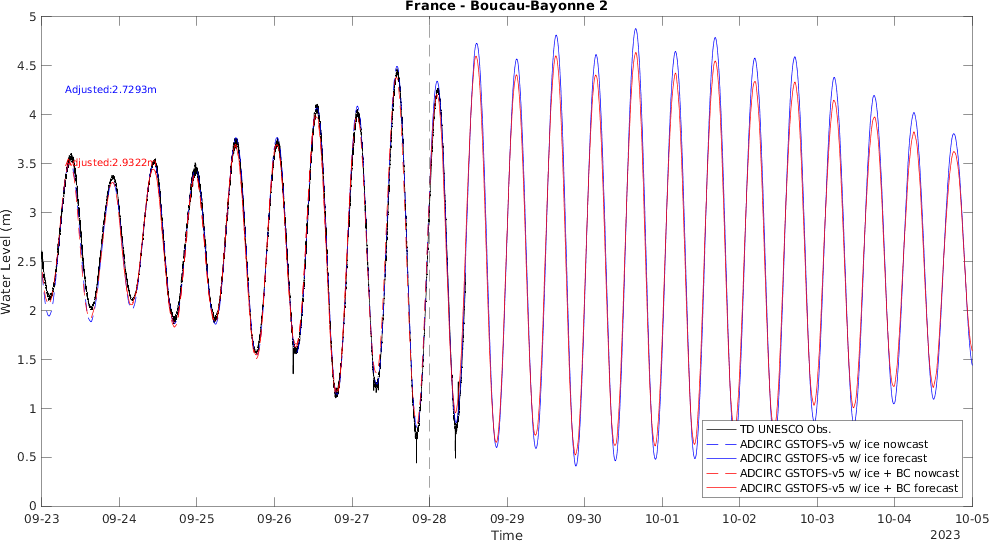 France - Boucau-Bayonne 2
Water Level (m)
5
4.5
4
3.5
3
2.5
2
1.5
1
0.5
0
Adjusted:2.7293m
Adjusted:2.9322m
TD UNESCO Obs.
ADCIRC GSTOFS-v5 w/ ice nowcast
ADCIRC GSTOFS-v5 w/ ice forecast
ADCIRC GSTOFS-v5 w/ ice + BC nowcast
ADCIRC GSTOFS-v5 w/ ice + BC forecast
09-23 09-24 09-25 09-26 09-27 09-28 09-29 09-30 10-01 10-02 10-03 10-04 10-05
Time
2023